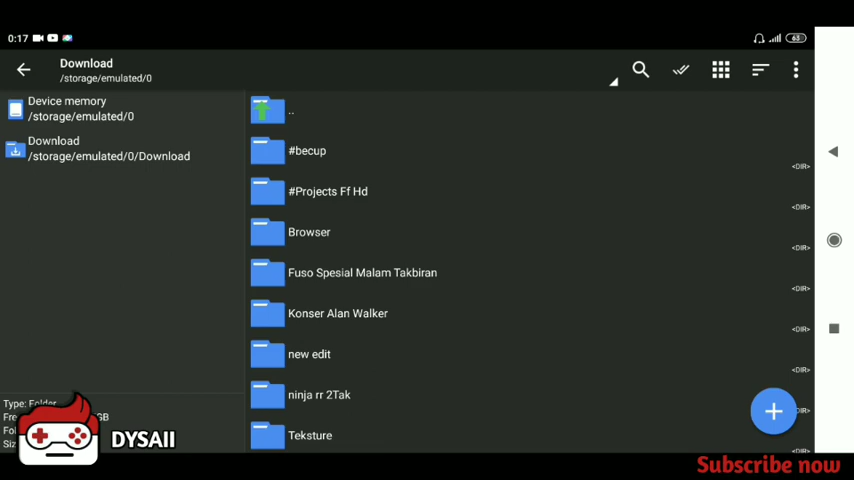 0:17
63
Download
/storage/emulated/0
Device memory
/storage/emulated/0
Download
/storage/emulated/0/Download
..
#becup
<DIR>
#Projects Ff Hd
<DIR>
Browser
<DIR>
Fuso Spesial Malam Takbiran
<DIR>
Konser Alan Walker
<DIR>
new edit
<DIR>
ninja rr 2Tak
<DIR>
Teksture
Type: Folder
GB
DYSAII
Subscribe now